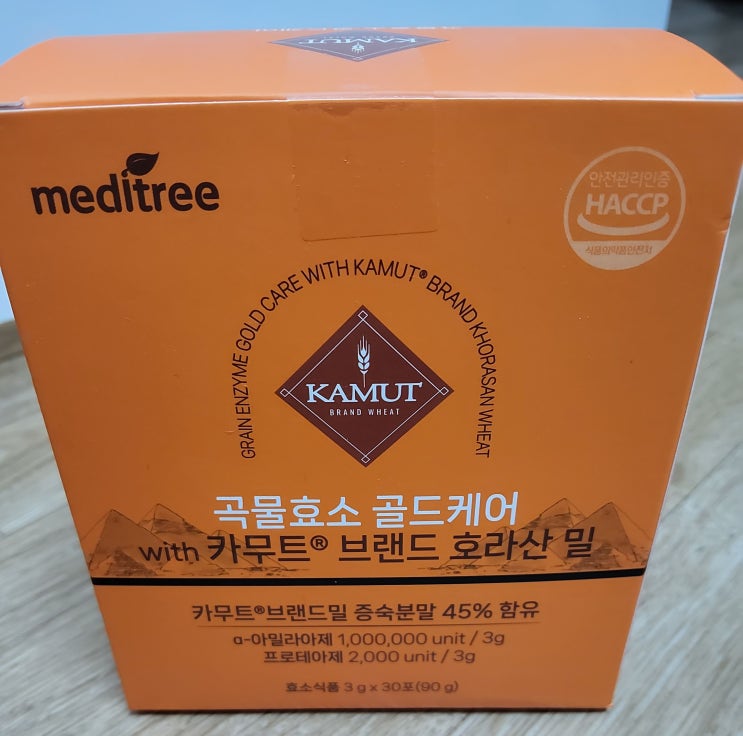 KAMUT
meditree
안전관리인증
HACCP
식품의약품안전처
GRAIN ENZYME GOLD CARE WITH KAMUT® BRAND KHORASAN WHEAT
KAMUT
BRAND WHEAT
곡물효소 골드케어
with 카무트® 브랜드 호라산 밀
카무트®브랜드밀 증숙분말 45% 함유
α-아밀라아제 1,000,000 unit / 3g
프로테아제 2,000 unit / 3g
효소식품 3 g x 30포(90 g)